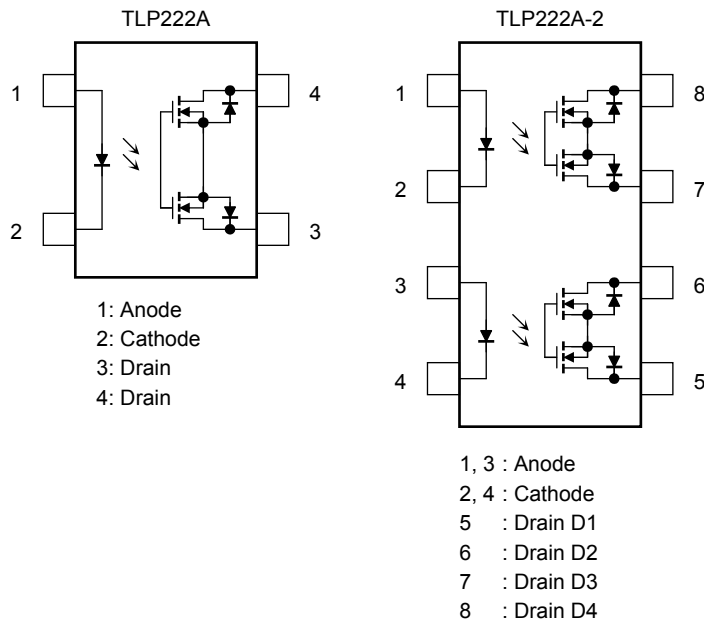 TLP222A
1
4
2
3
1: Anode
2: Cathode
3: Drain
4: Drain
TLP222A-2
1
8
2
7
3
6
4
5
1, 3 : Anode
2, 4 : Cathode
5 : Drain D1
6 : Drain D2
7 : Drain D3
8 : Drain D4